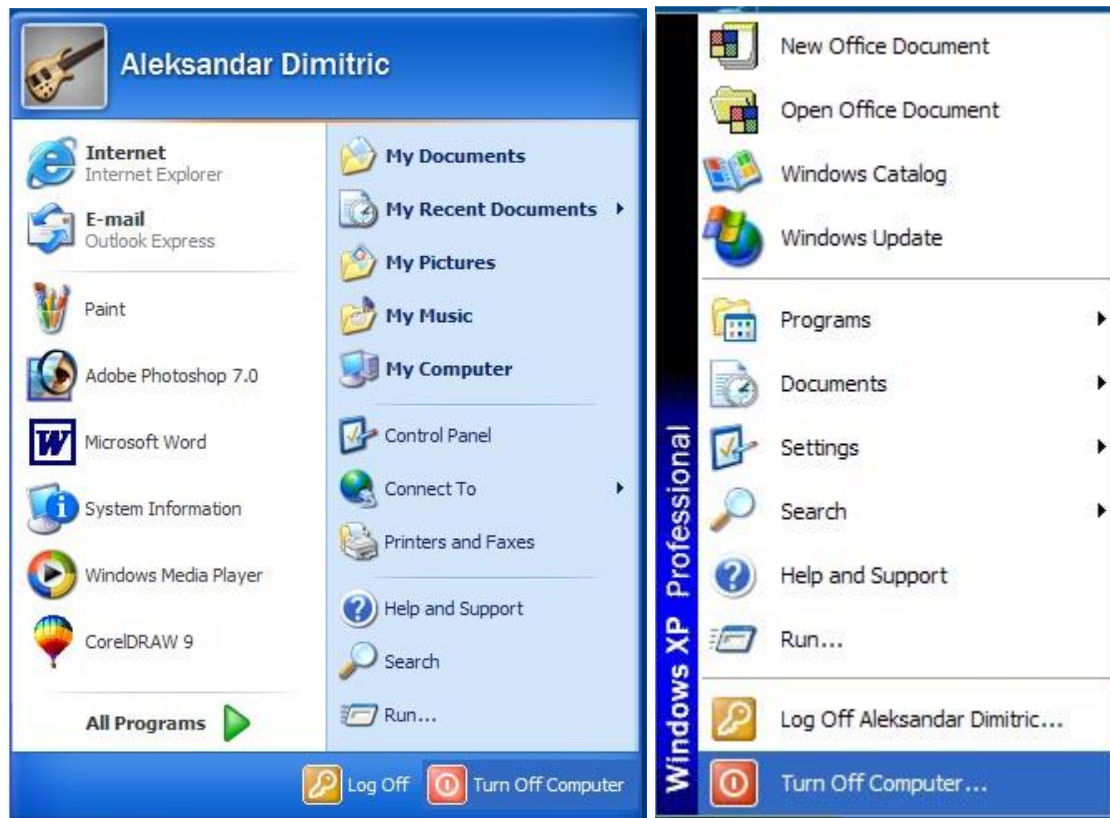 Aleksandar Dimitric
Internet
Internet Explorer
E-mail
Outlook Express
Paint
Adobe Photoshop 7.0
Microsoft Word
System Information
Windows Media Player
CorelDRAW 9
All Programs
My Documents
My Recent Documents
My Pictures
My Music
My Computer
Control Panel
Connect To
Printers and Faxes
Help and Support
Search
Run...
Log Off
Turn Off Computer
Windows XP Professional
New Office Document
Open Office Document
Windows Catalog
Windows Update
Programs
Documents
Settings
Search
Help and Support
Run...
Log Off Aleksandar Dimitric...
Turn Off Computer...